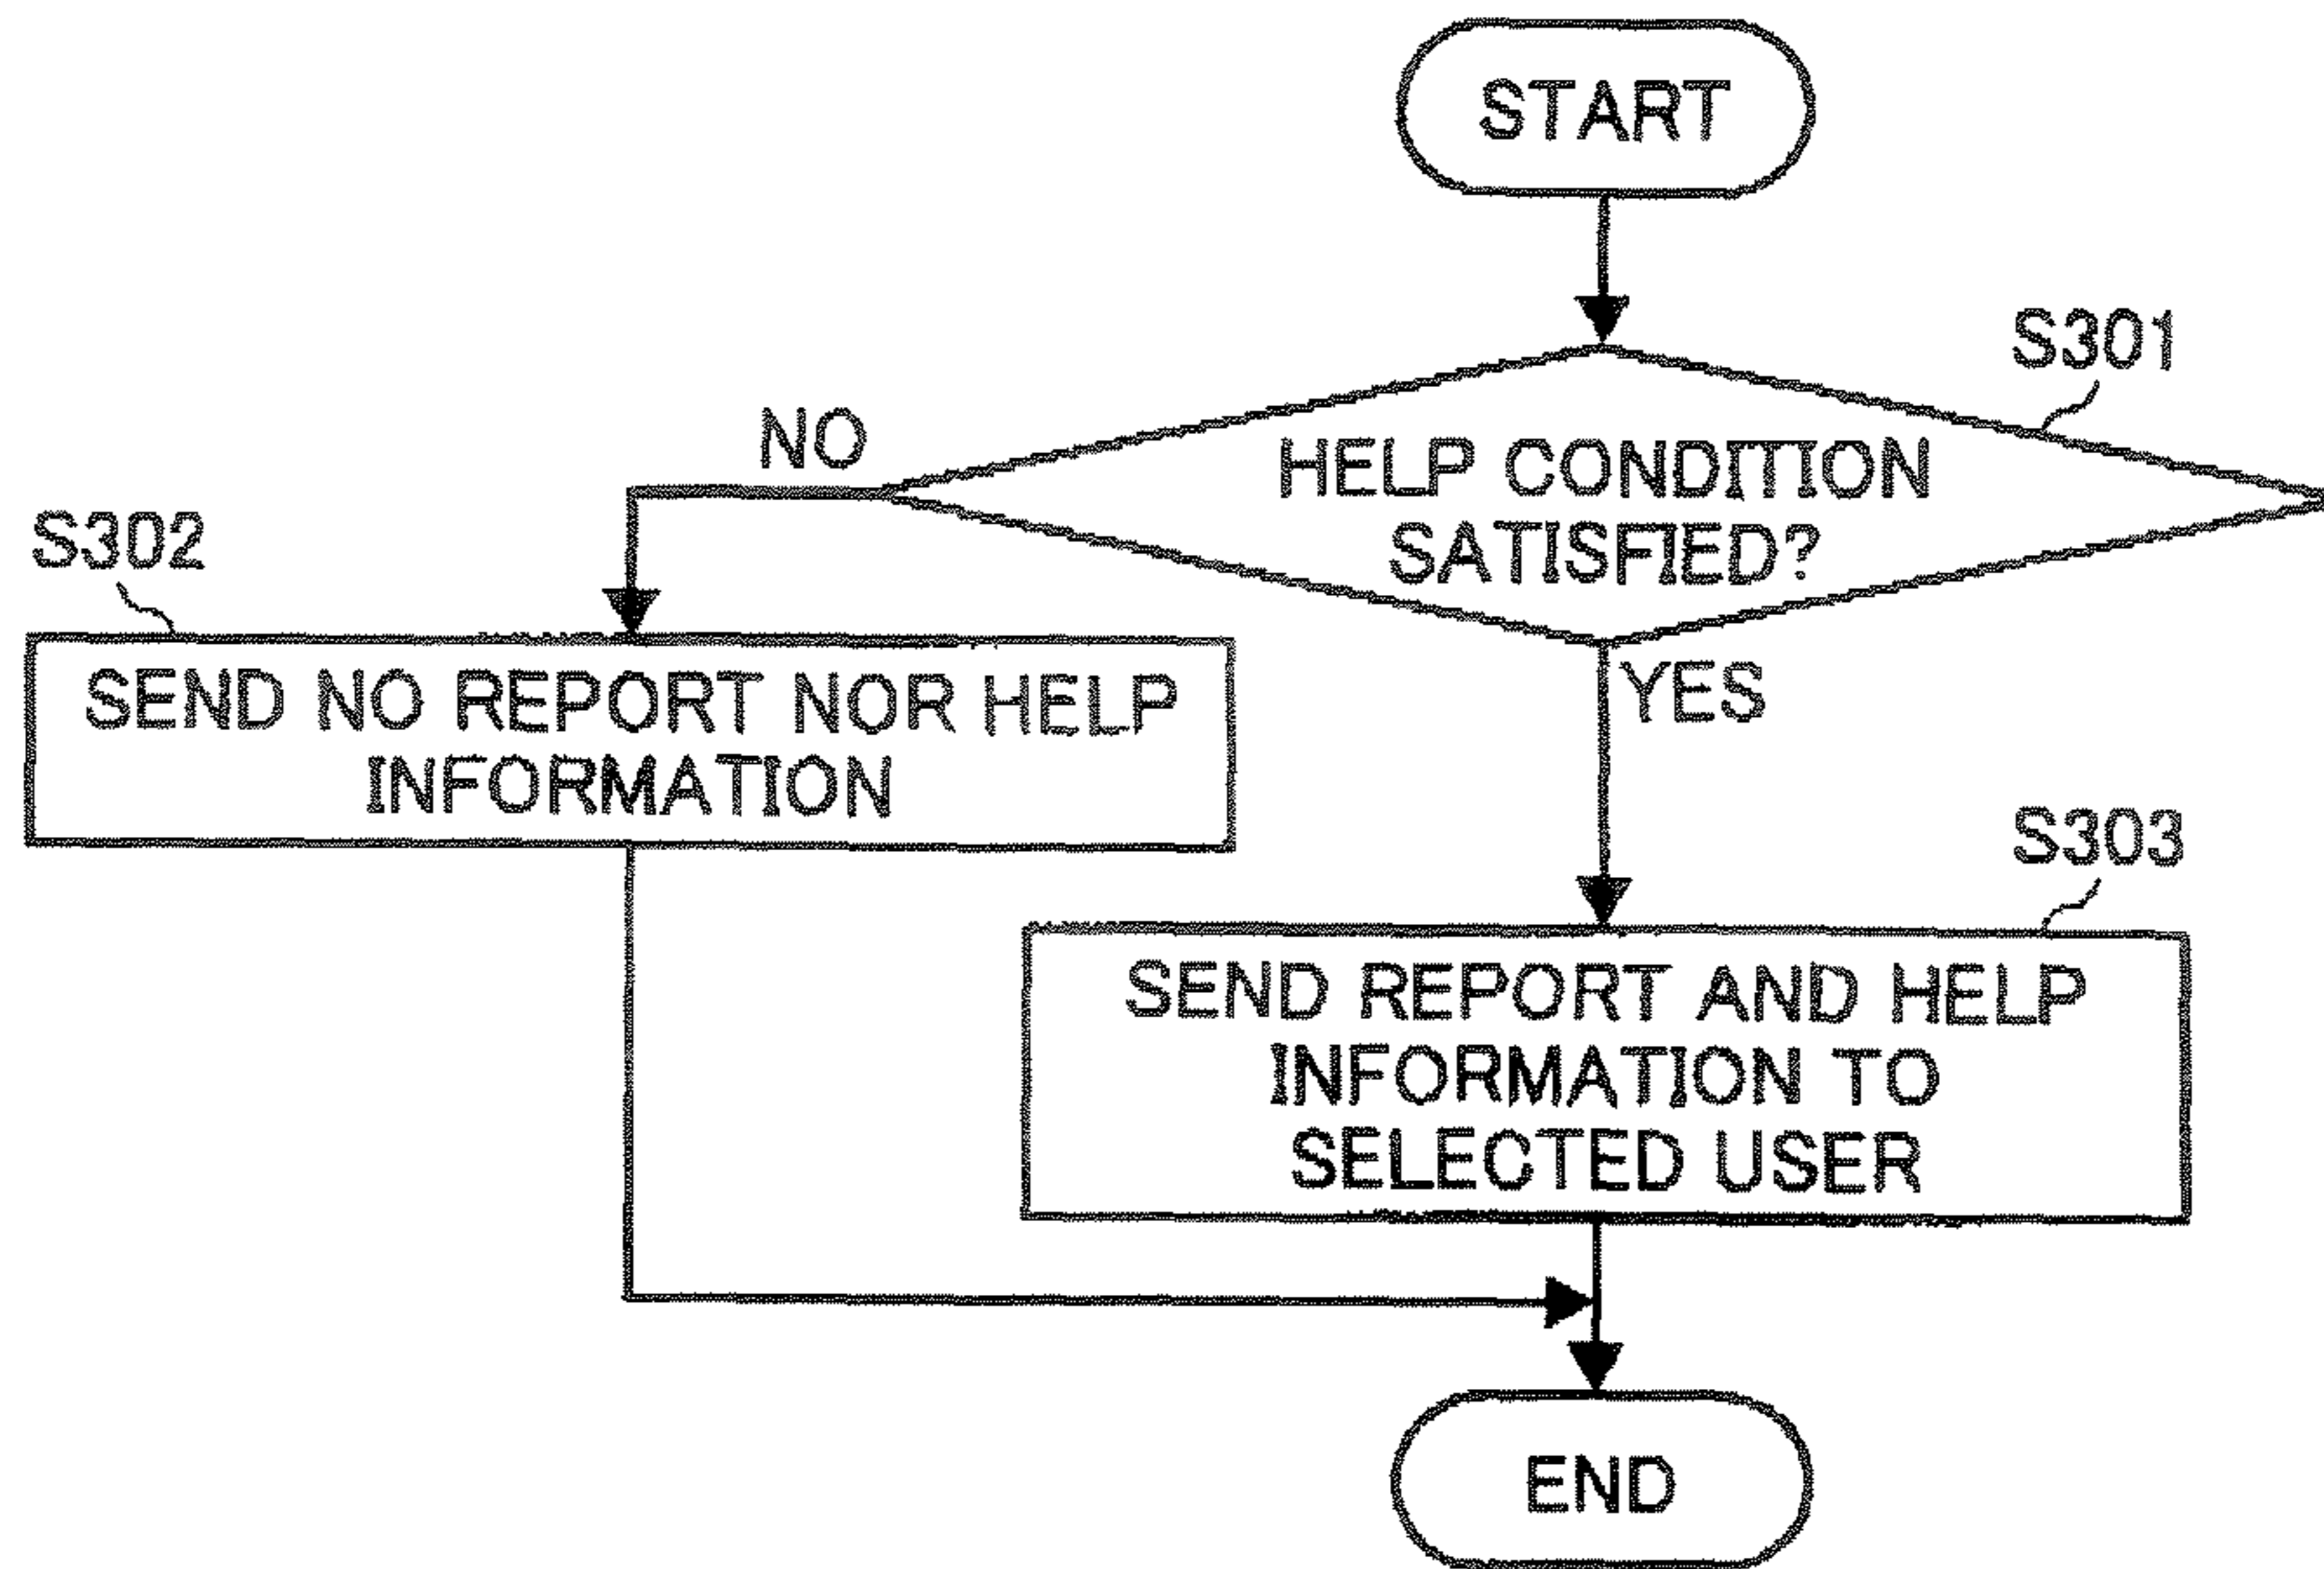 START
S301
NO
HELP CONDITION
SATISFIED?
S302
YES
SEND NO REPORT NOR HELP
INFORMATION
S303
SEND REPORT AND HELP
INFORMATION TO
SELECTED USER
END